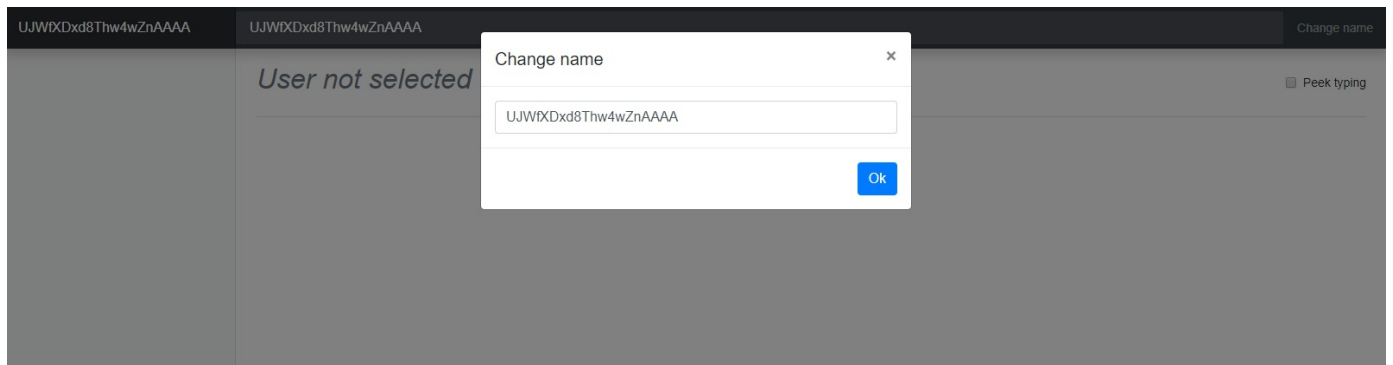 UJWfXDxd8Thw4wZnAAAA
UJWfXDxd8Thw4wZnAAAA
Change name
Change name
×
User not selected
Peek typing
UJWfXDxd8Thw4wZnAAAA
Ok